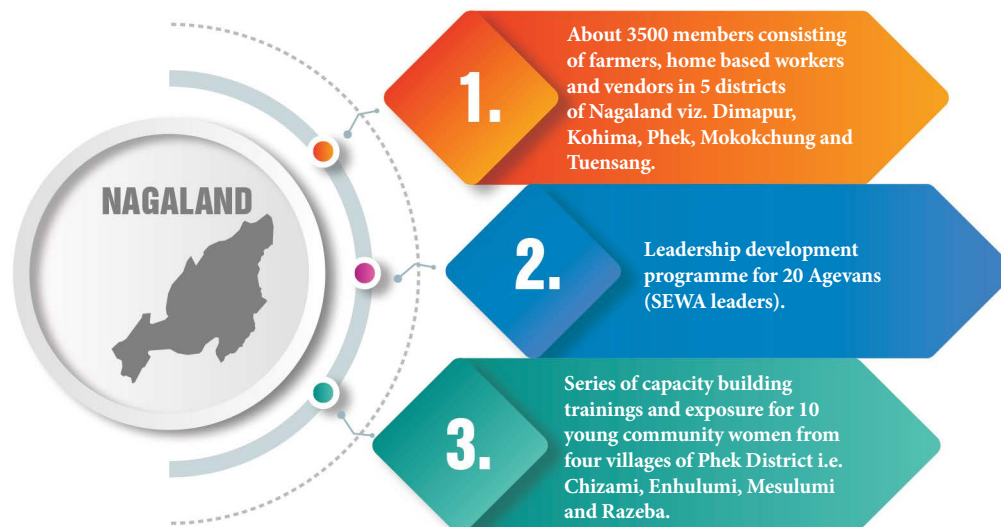 NAGALAND
1.
About 3500 members consisting
of farmers, home based workers
and vendors in 5 districts
of Nagaland viz. Dimapur,
Kohima, Phek, Mokokchung and
Tuensang.
2.
Leadership development
programme for 20 Agevans
(SEWA leaders).
3.
Series of capacity building
trainings and exposure for 10
young community women from
four villages of Phek District i.e.
Chizami, Enhulumi, Mesulumi
and Razeba.